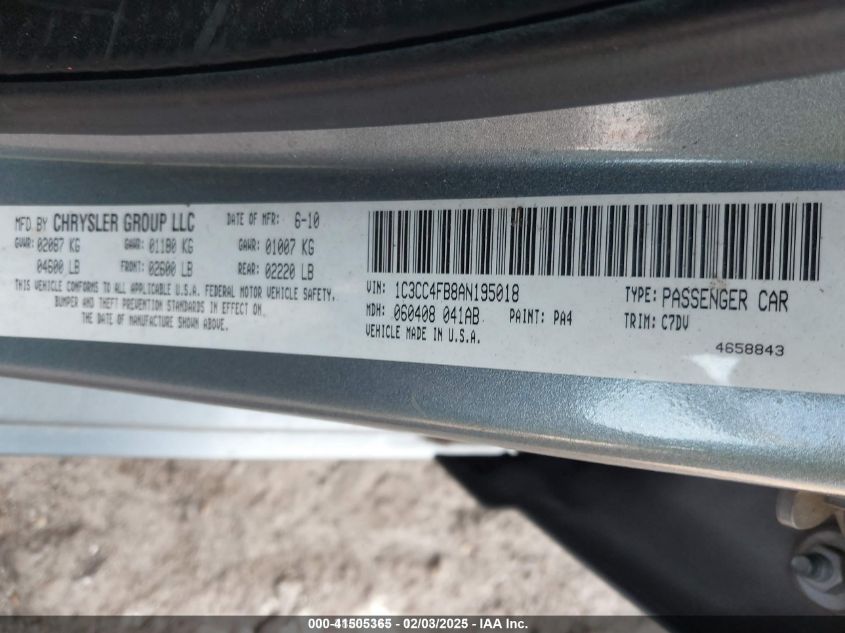 MFD BY CHRYSLER GROUP LLC DATE OF MFR: 6-10
GVWR: 02087 KG GAWR: 01180 KG GAWR: 01007 KG
04600 LB FRONT: 02600 LB REAR: 02220 LB
THIS VEHICLE CONFORMS TO ALL APPLICABLE U.S.A. FEDERAL MOTOR VEHICLE SAFETY,
BUMPER AND THEFT PREVENTION STANDARDS IN EFFECT ON
THE DATE OF MANUFACTURE SHOWN ABOVE.
VIN: 1C3CC4FB8AN195018 TYPE: PASSENGER CAR
MDH: 060408 041AB PAINT: PA4 TRIM: C7DV
VEHICLE MADE IN U.S.A.
4658843
000-41505365 - 02/03/2025 - IAAI.COM